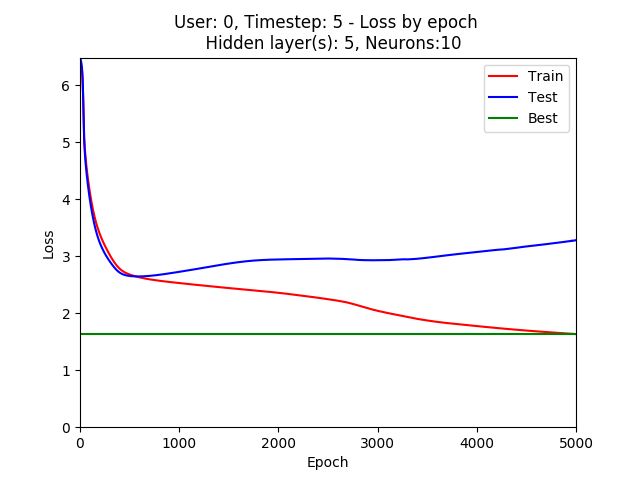 User: 0, Timestep: 5 - Loss by epoch
Hidden layer(s): 5, Neurons:10
Train
Test
Best
6
5
4
3
2
1
0
Loss
0 1000 2000 3000 4000 5000
Epoch